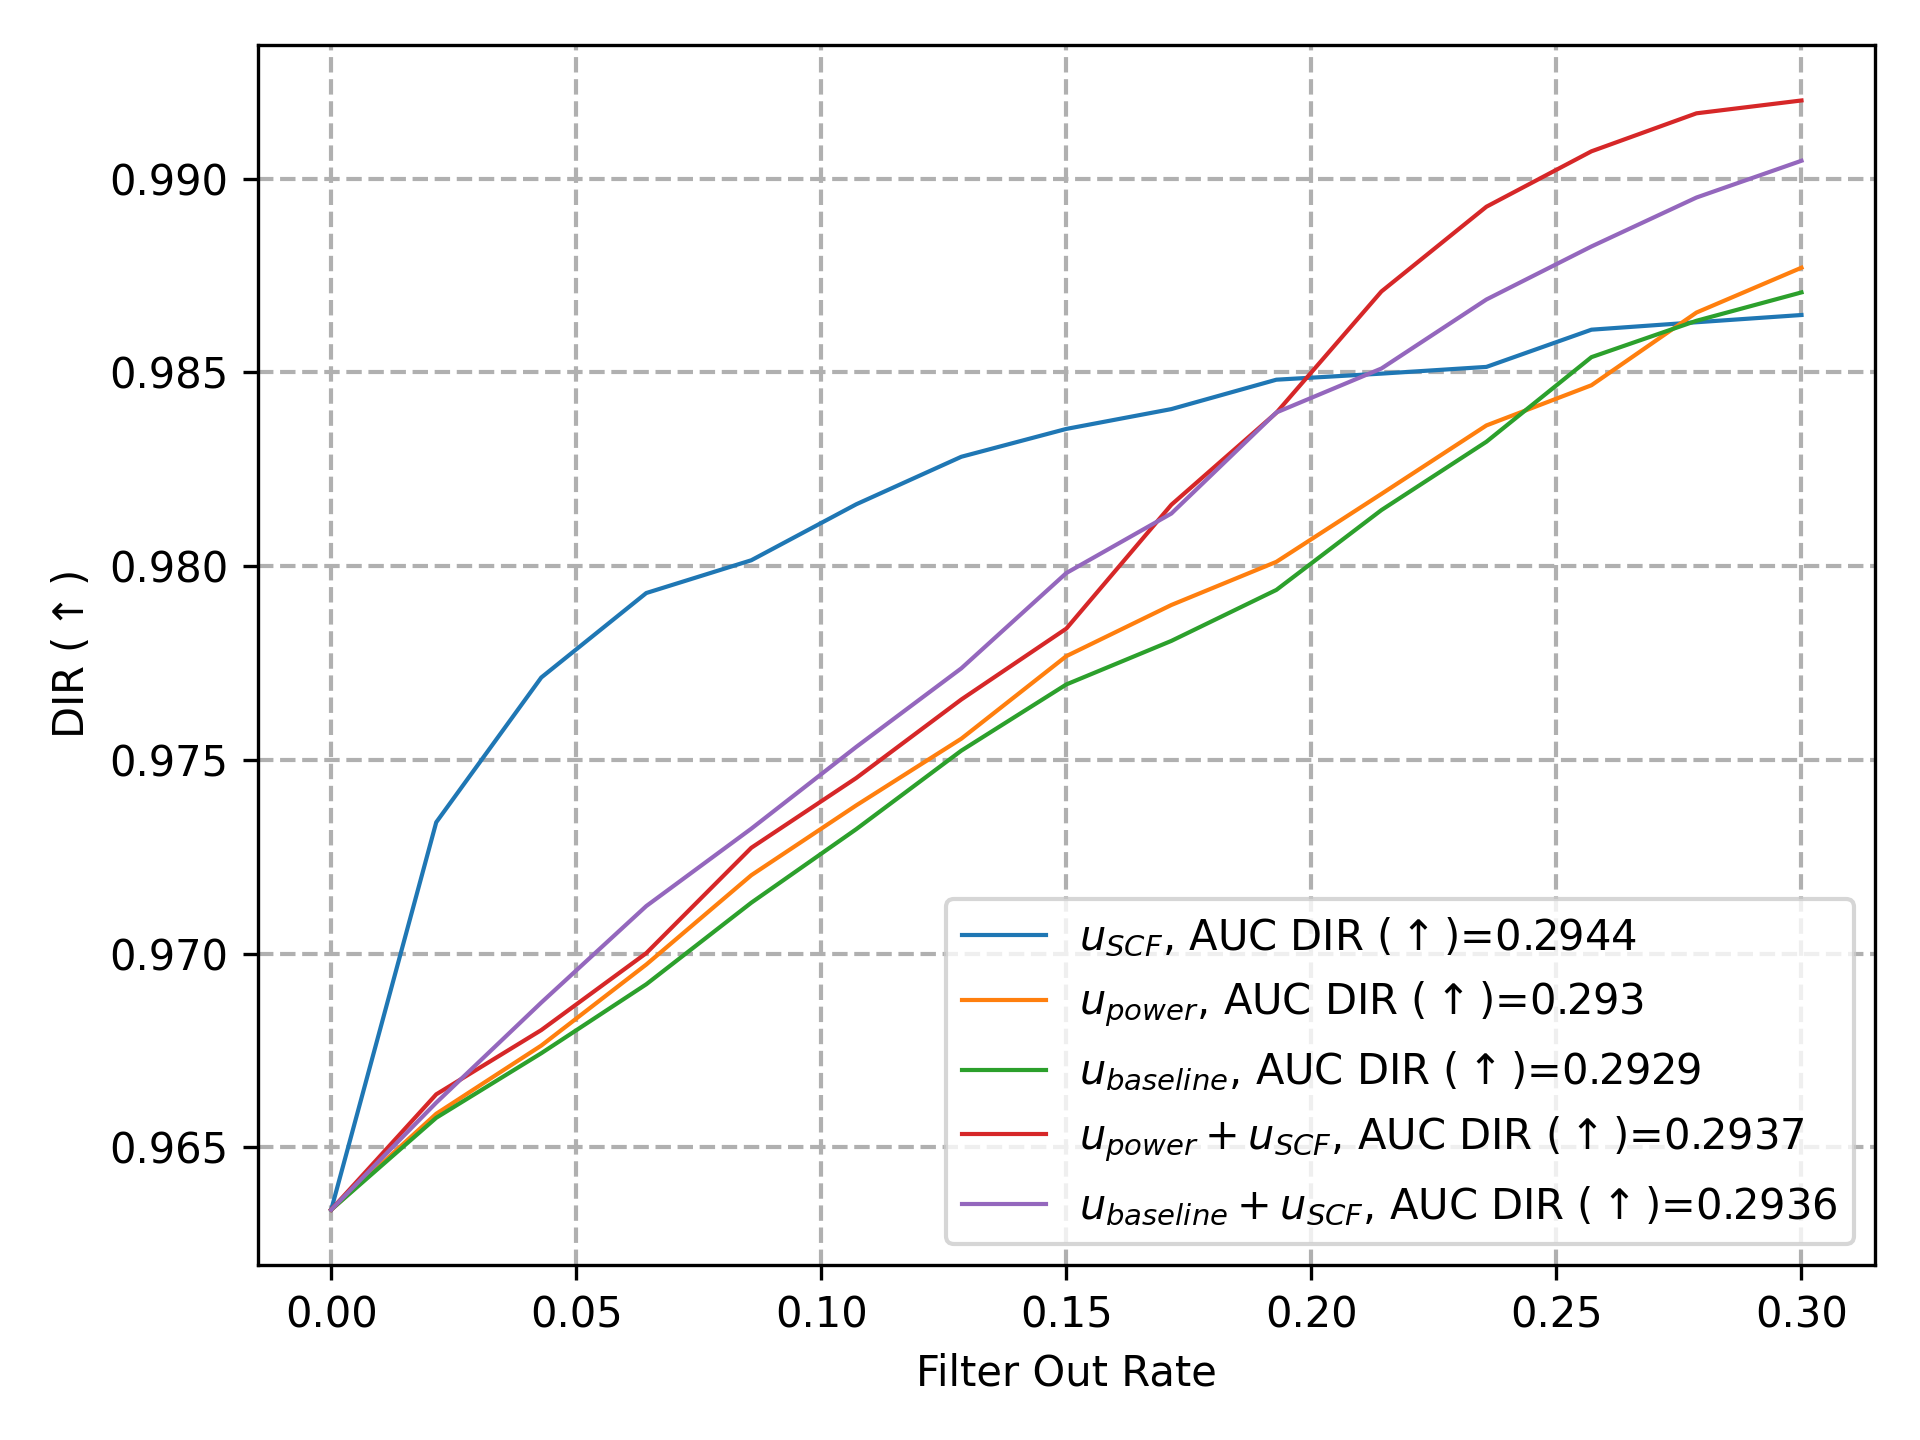 0.990
0.985
0.980
0.975
0.970
0.965
DIR (↑)
0.00 0.05 0.10 0.15 0.20 0.25 0.30
Filter Out Rate
u_SCF, AUC DIR (↑)=0.2944
u_power, AUC DIR (↑)=0.293
u_baseline, AUC DIR (↑)=0.2929
u_power + u_SCF, AUC DIR (↑)=0.2937
u_baseline + u_SCF, AUC DIR (↑)=0.2936